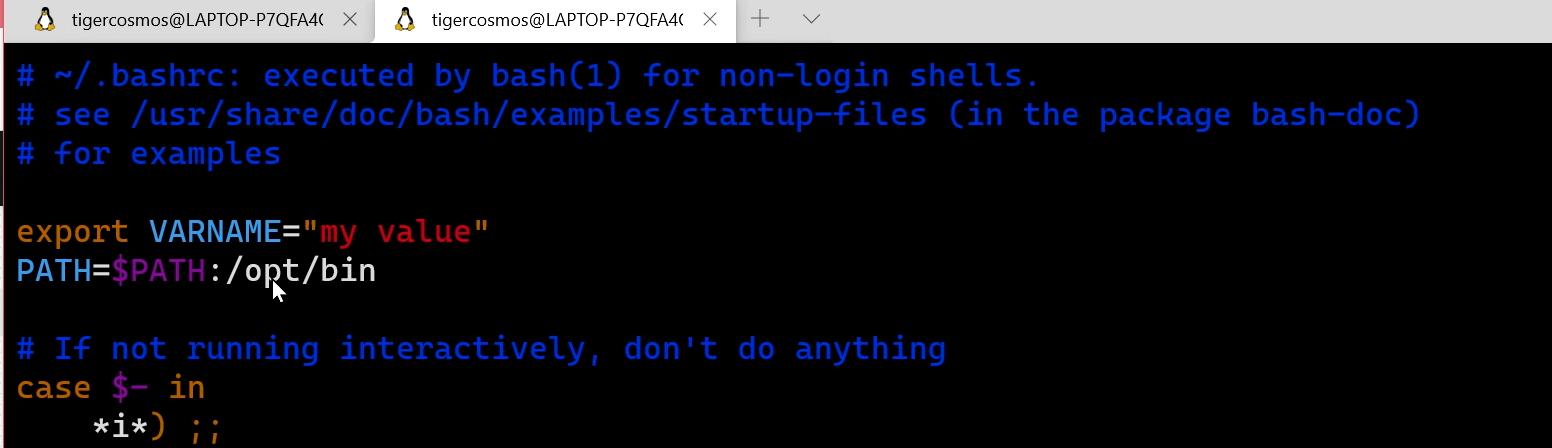 tigercosmos@LAPTOP-P7QFA4
tigercosmos@LAPTOP-P7QFA4
# ~/.bashrc: executed by bash(1) for non-login shells.
# see /usr/share/doc/bash/examples/startup-files (in the package bash-doc)
# for examples
export VARNAME="my value"
PATH=$PATH:/opt/bin
# If not running interactively, don't do anything
case $- in
    *i*) ;;